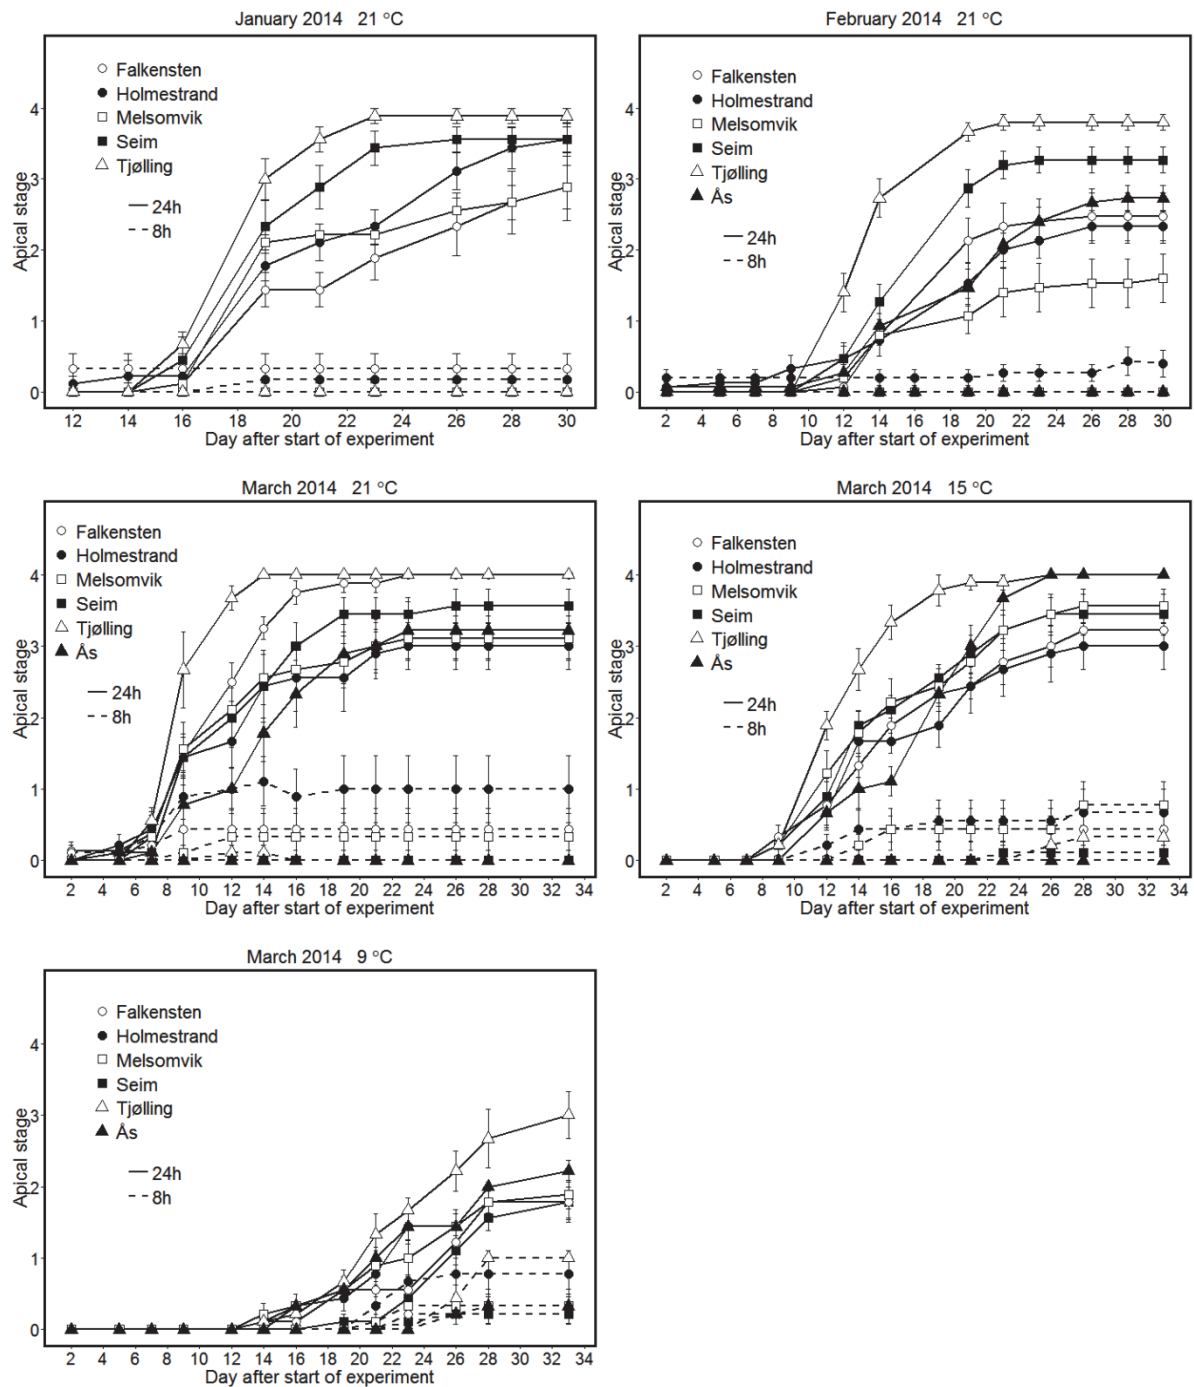 January 2014 21 °C
Apical stage
4
3
2
1
0
Falkensten
Holmestrand
Melsomvik
Seim
Tjølling
24h
8h
12 14 16 18 20 22 24 26 28 30
Day after start of experiment
February 2014 21 °C
Apical stage
4
3
2
1
0
Falkensten
Holmestrand
Melsomvik
Seim
Tjølling
Ås
24h
8h
2 4 6 8 10 12 14 16 18 20 22 24 26 28 30
Day after start of experiment
March 2014 21 °C
Apical stage
4
3
2
1
0
Falkensten
Holmestrand
Melsomvik
Seim
Tjølling
Ås
24h
8h
2 4 6 8 10 12 14 16 18 20 22 24 26 28 30 32 34
Day after start of experiment
March 2014 15 °C
Apical stage
4
3
2
1
0
Falkensten
Holmestrand
Melsomvik
Seim
Tjølling
Ås
24h
8h
2 4 6 8 10 12 14 16 18 20 22 24 26 28 30 32 34
Day after start of experiment
March 2014 9 °C
Apical stage
4
3
2
1
0
Falkensten
Holmestrand
Melsomvik
Seim
Tjølling
Ås
24h
8h
2 4 6 8 10 12 14 16 18 20 22 24 26 28 30 32 34
Day after start of experiment